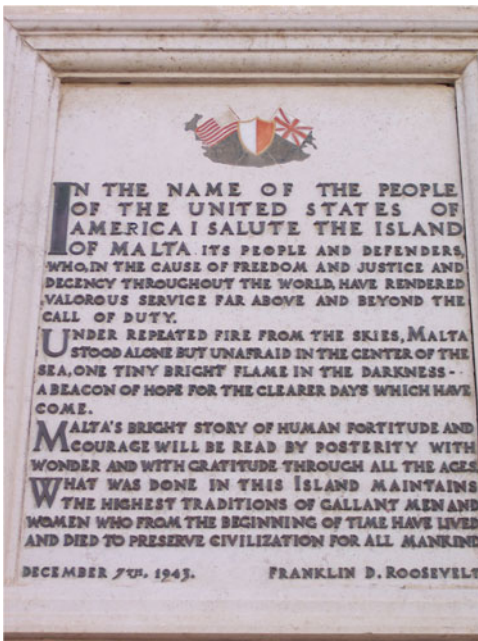 IN THE NAME OF THE PEOPLE
OF THE UNITED STATES OF
AMERICA I SALUTE THE ISLAND
OF MALTA, ITS PEOPLE AND DEFENDERS,
WHO, IN THE CAUSE OF FREEDOM AND JUSTICE AND
DECENCY THROUGHOUT THE WORLD, HAVE RENDERED
VALOROUS SERVICE FAR ABOVE AND BEYOND THE
CALL OF DUTY.
UNDER REPEATED FIRE FROM THE SKIES, MALTA
STOOD ALONE BUT UNAFRAID IN THE CENTER OF THE
SEA, ONE TINY BRIGHT FLAME IN THE DARKNESS--
A BEACON OF HOPE FOR THE CLEARER DAYS WHICH HAVE
COME.
MALTA'S BRIGHT STORY OF HUMAN FORTITUDE AND
COURAGE WILL BE READ BY POSTERITY WITH
WONDER AND WITH GRATITUDE THROUGH ALL THE AGES
WHAT WAS DONE IN THIS ISLAND MAINTAINS
THE HIGHEST TRADITIONS OF GALLANT MEN AND
WOMEN WHO FROM THE BEGINNING OF TIME HAVE LIVED
AND DIED TO PRESERVE CIVILIZATION FOR ALL MANKIND
DECEMBER 7TH. 1943. FRANKLIN D. ROOSEVELT